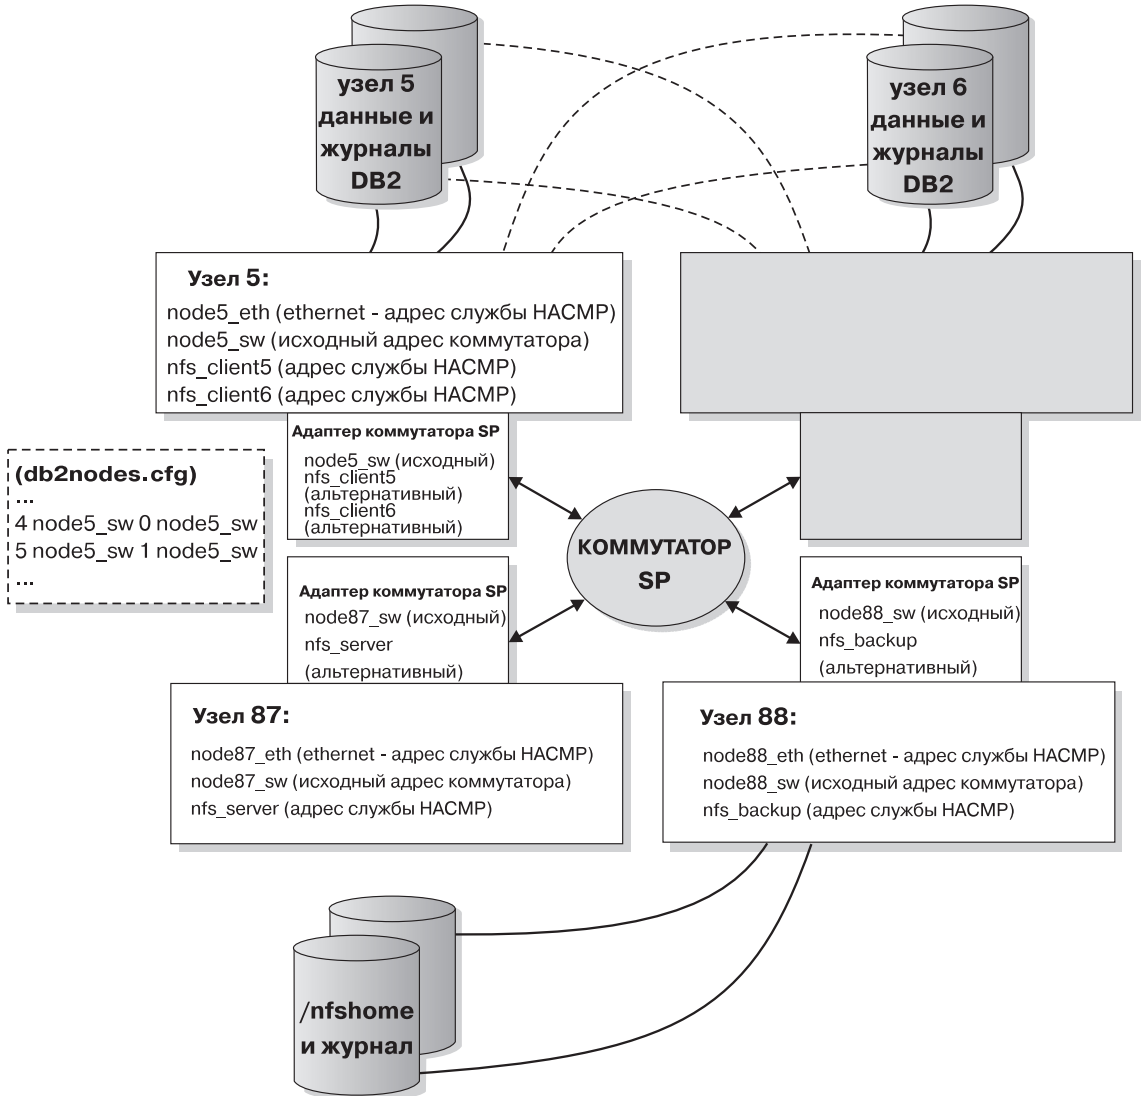 узел 5
данные и
журналы
DB2
узел 6
данные и
журналы
DB2
Узел 5:
node5_eth (ethernet - адрес службы HACMP)
node5_sw (исходный адрес коммутатора)
nfs_client5 (адрес службы HACMP)
nfs_client6 (адрес службы HACMP)
Адаптер коммутатора SP
node5_sw (исходный)
nfs_client5
(альтернативный)
nfs_client6
(альтернативный)
(db2nodes.cfg)
...
4 node5_sw 0 node5_sw
5 node5_sw 1 node5_sw
...
КОММУТАТОР
SP
Адаптер коммутатора SP
node87_sw (исходный)
nfs_server
(альтернативный)
Адаптер коммутатора SP
node88_sw (исходный)
nfs_backup
(альтернативный)
Узел 87:
node87_eth (ethernet - адрес службы HACMP)
node87_sw (исходный адрес коммутатора)
nfs_server (адрес службы HACMP)
Узел 88:
node88_eth (ethernet - адрес службы HACMP)
node88_sw (исходный адрес коммутатора)
nfs_backup (адрес службы HACMP)
/nfshome
и журнал